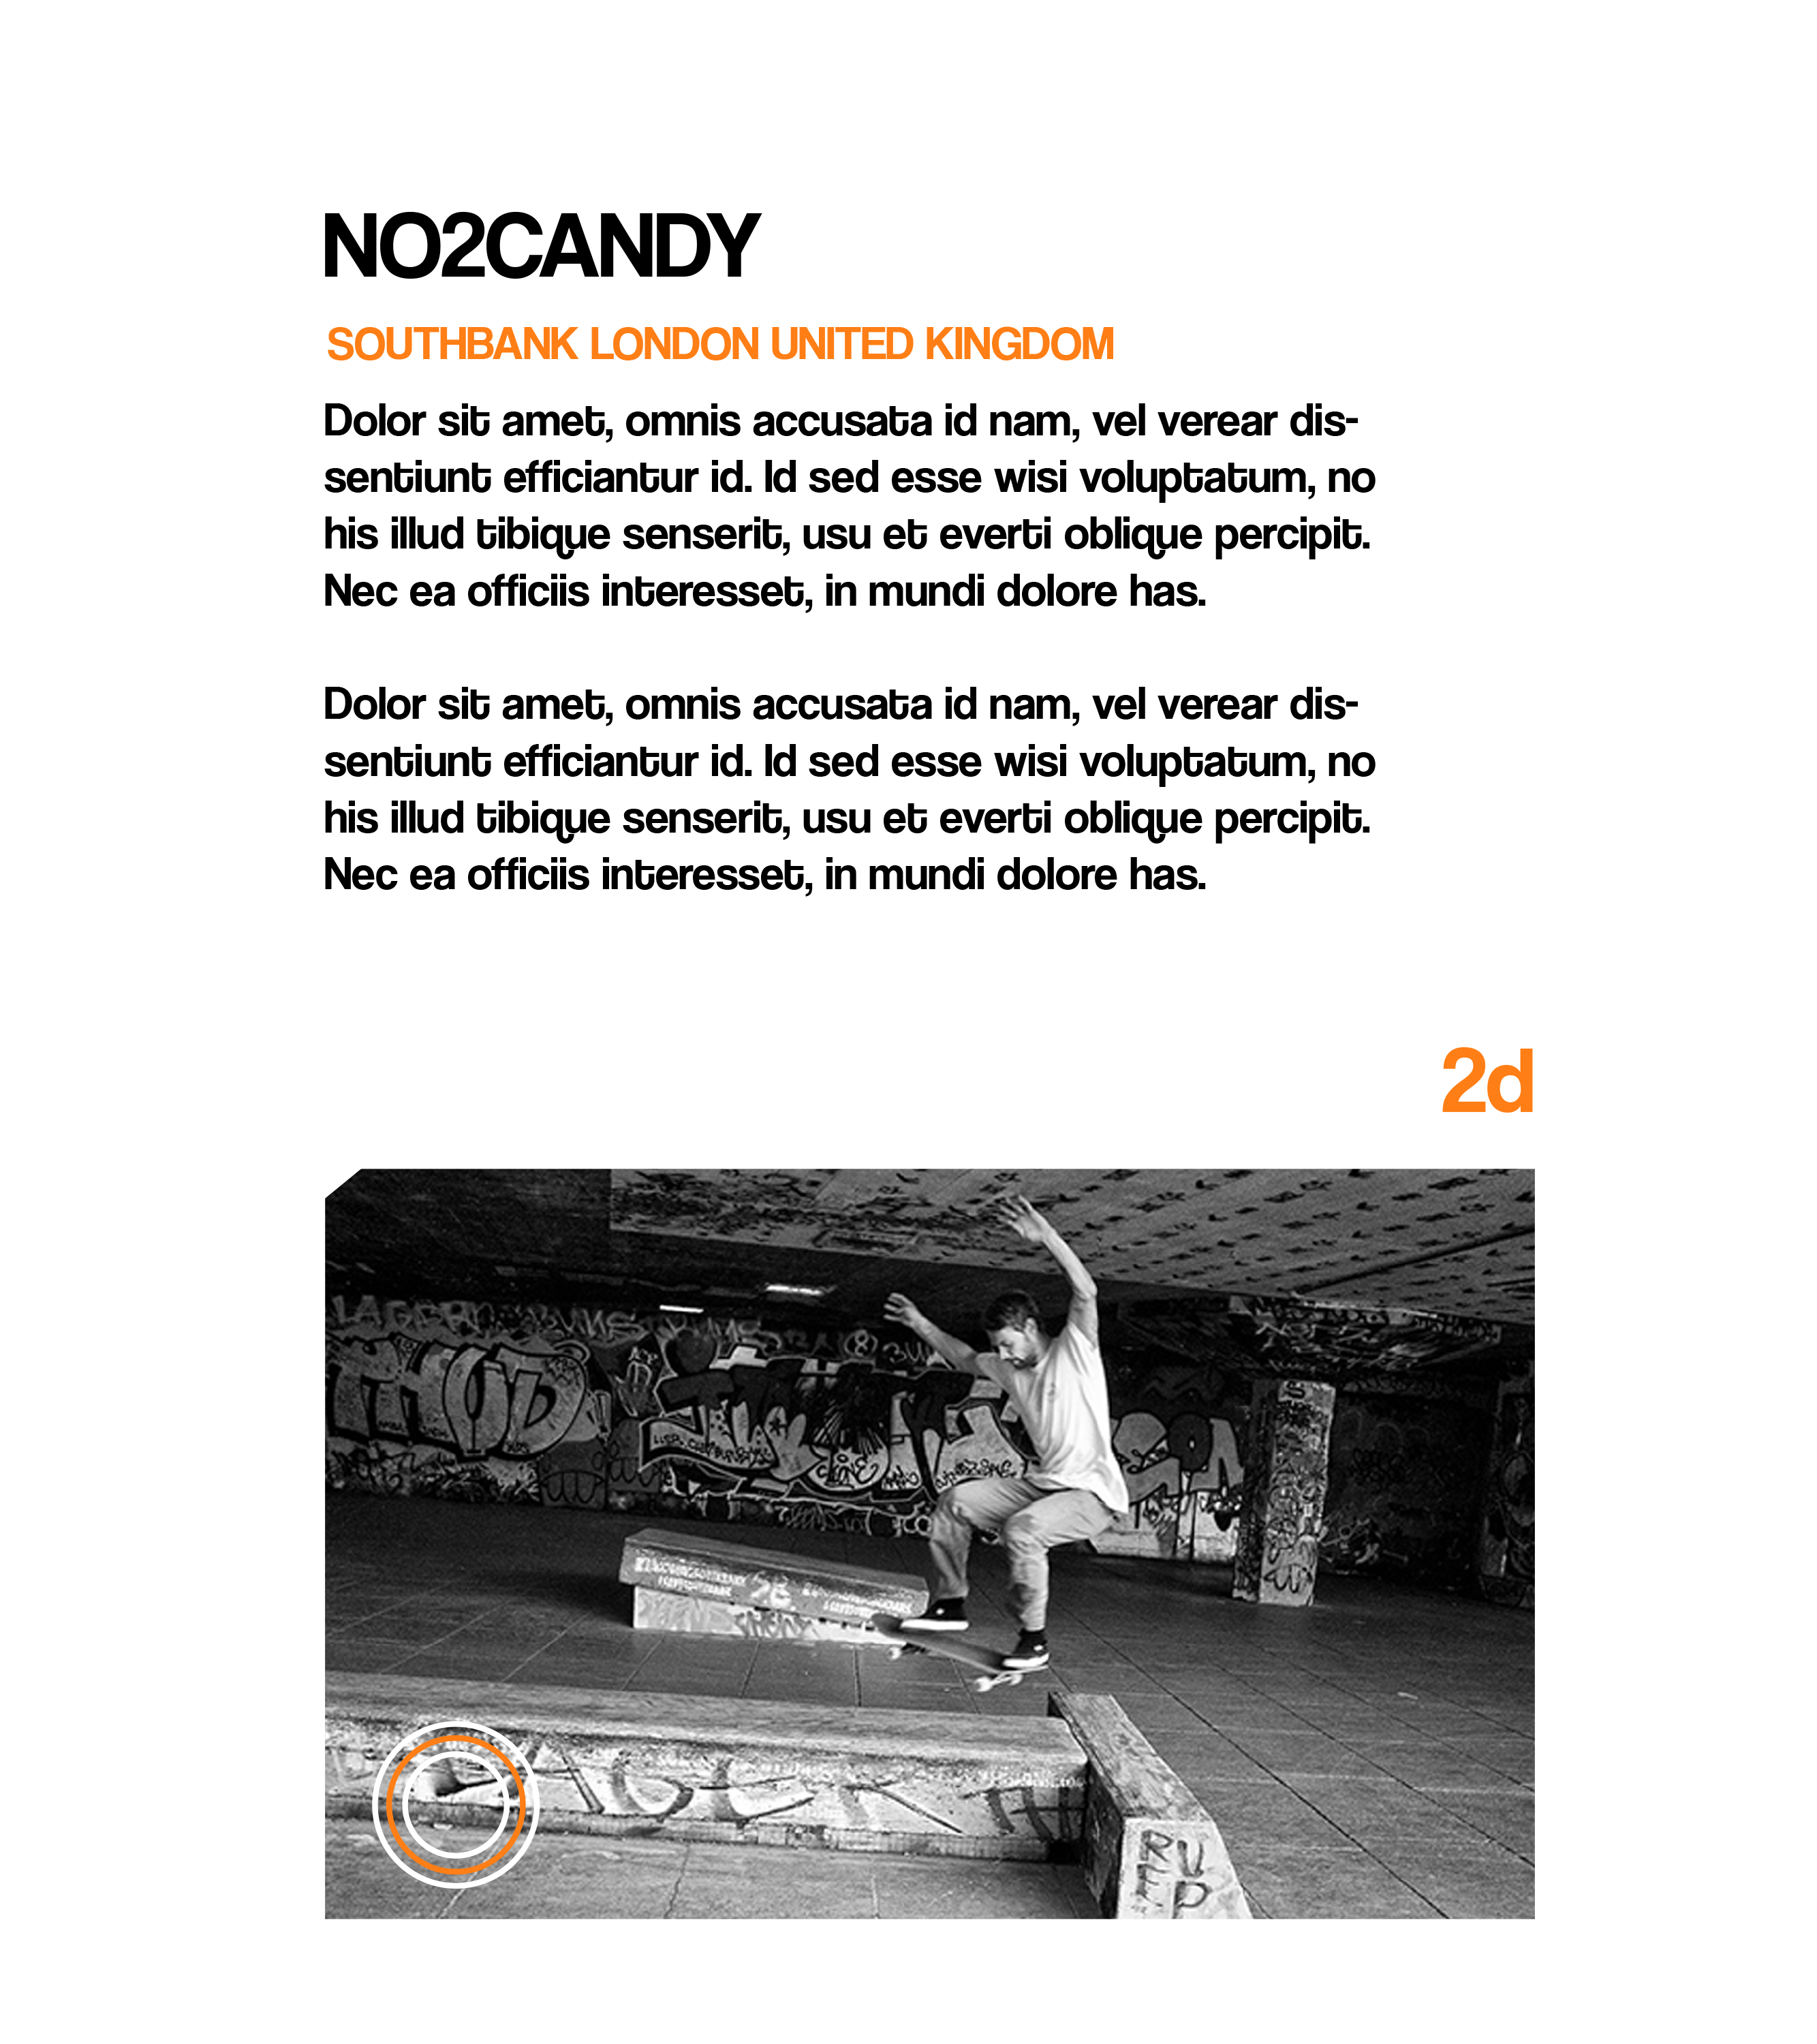 NO2CANDY
SOUTHBANK LONDON UNITED KINGDOM
Dolor sit amet, omnis accusata id nam, vel verear dis-
sentiunt efficiantur id. Id sed esse wisi voluptatum, no
his illud tibique senserit, usu et everti oblique percipit.
Nec ea officiis interesset, in mundi dolore has.
Dolor sit amet, omnis accusata id nam, vel verear dis-
sentiunt efficiantur id. Id sed esse wisi voluptatum, no
his illud tibique senserit, usu et everti oblique percipit.
Nec ea officiis interesset, in mundi dolore has.
2d
THUD
RU
EP